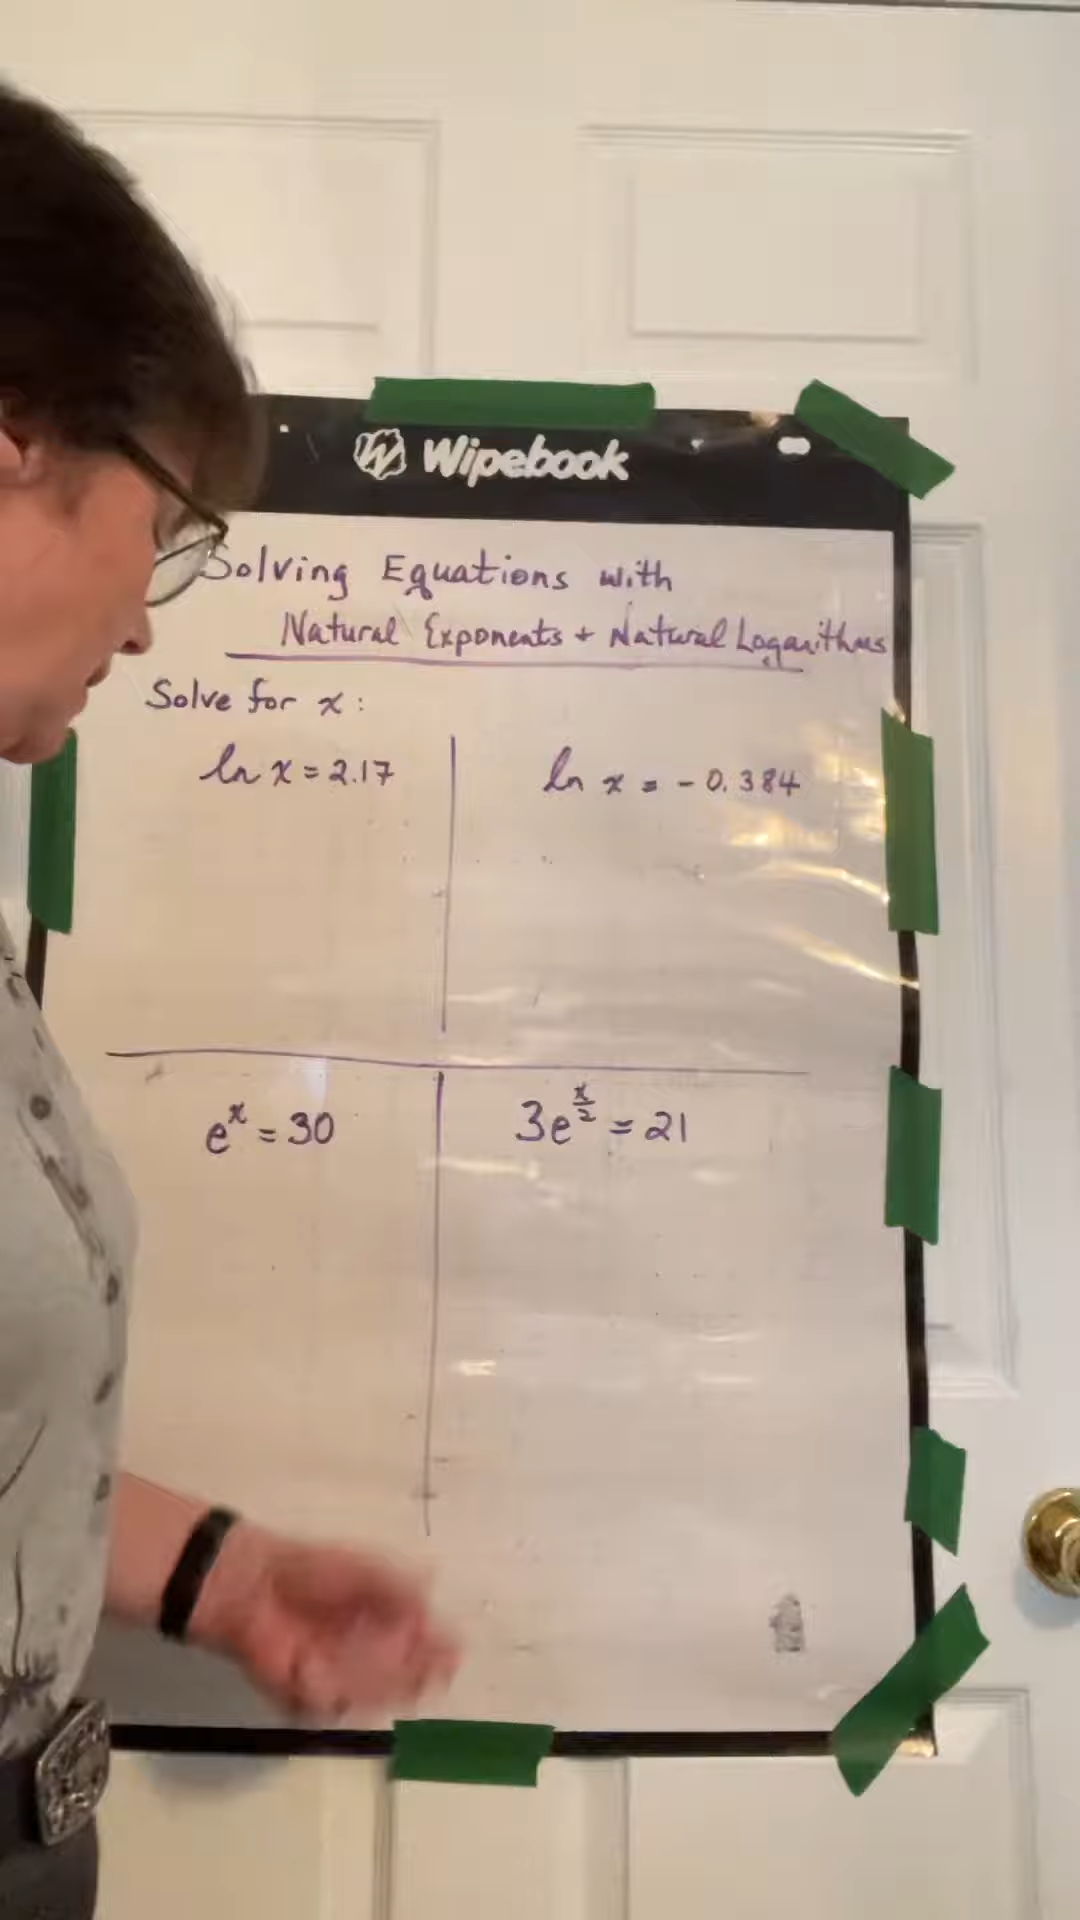 Wipebook
Solving Equations with
Natural Exponents + Natural Logarithms
Solve for x:
ln x = 2.17
ln x = - 0.384
e^x = 30
3e^(x/2) = 21